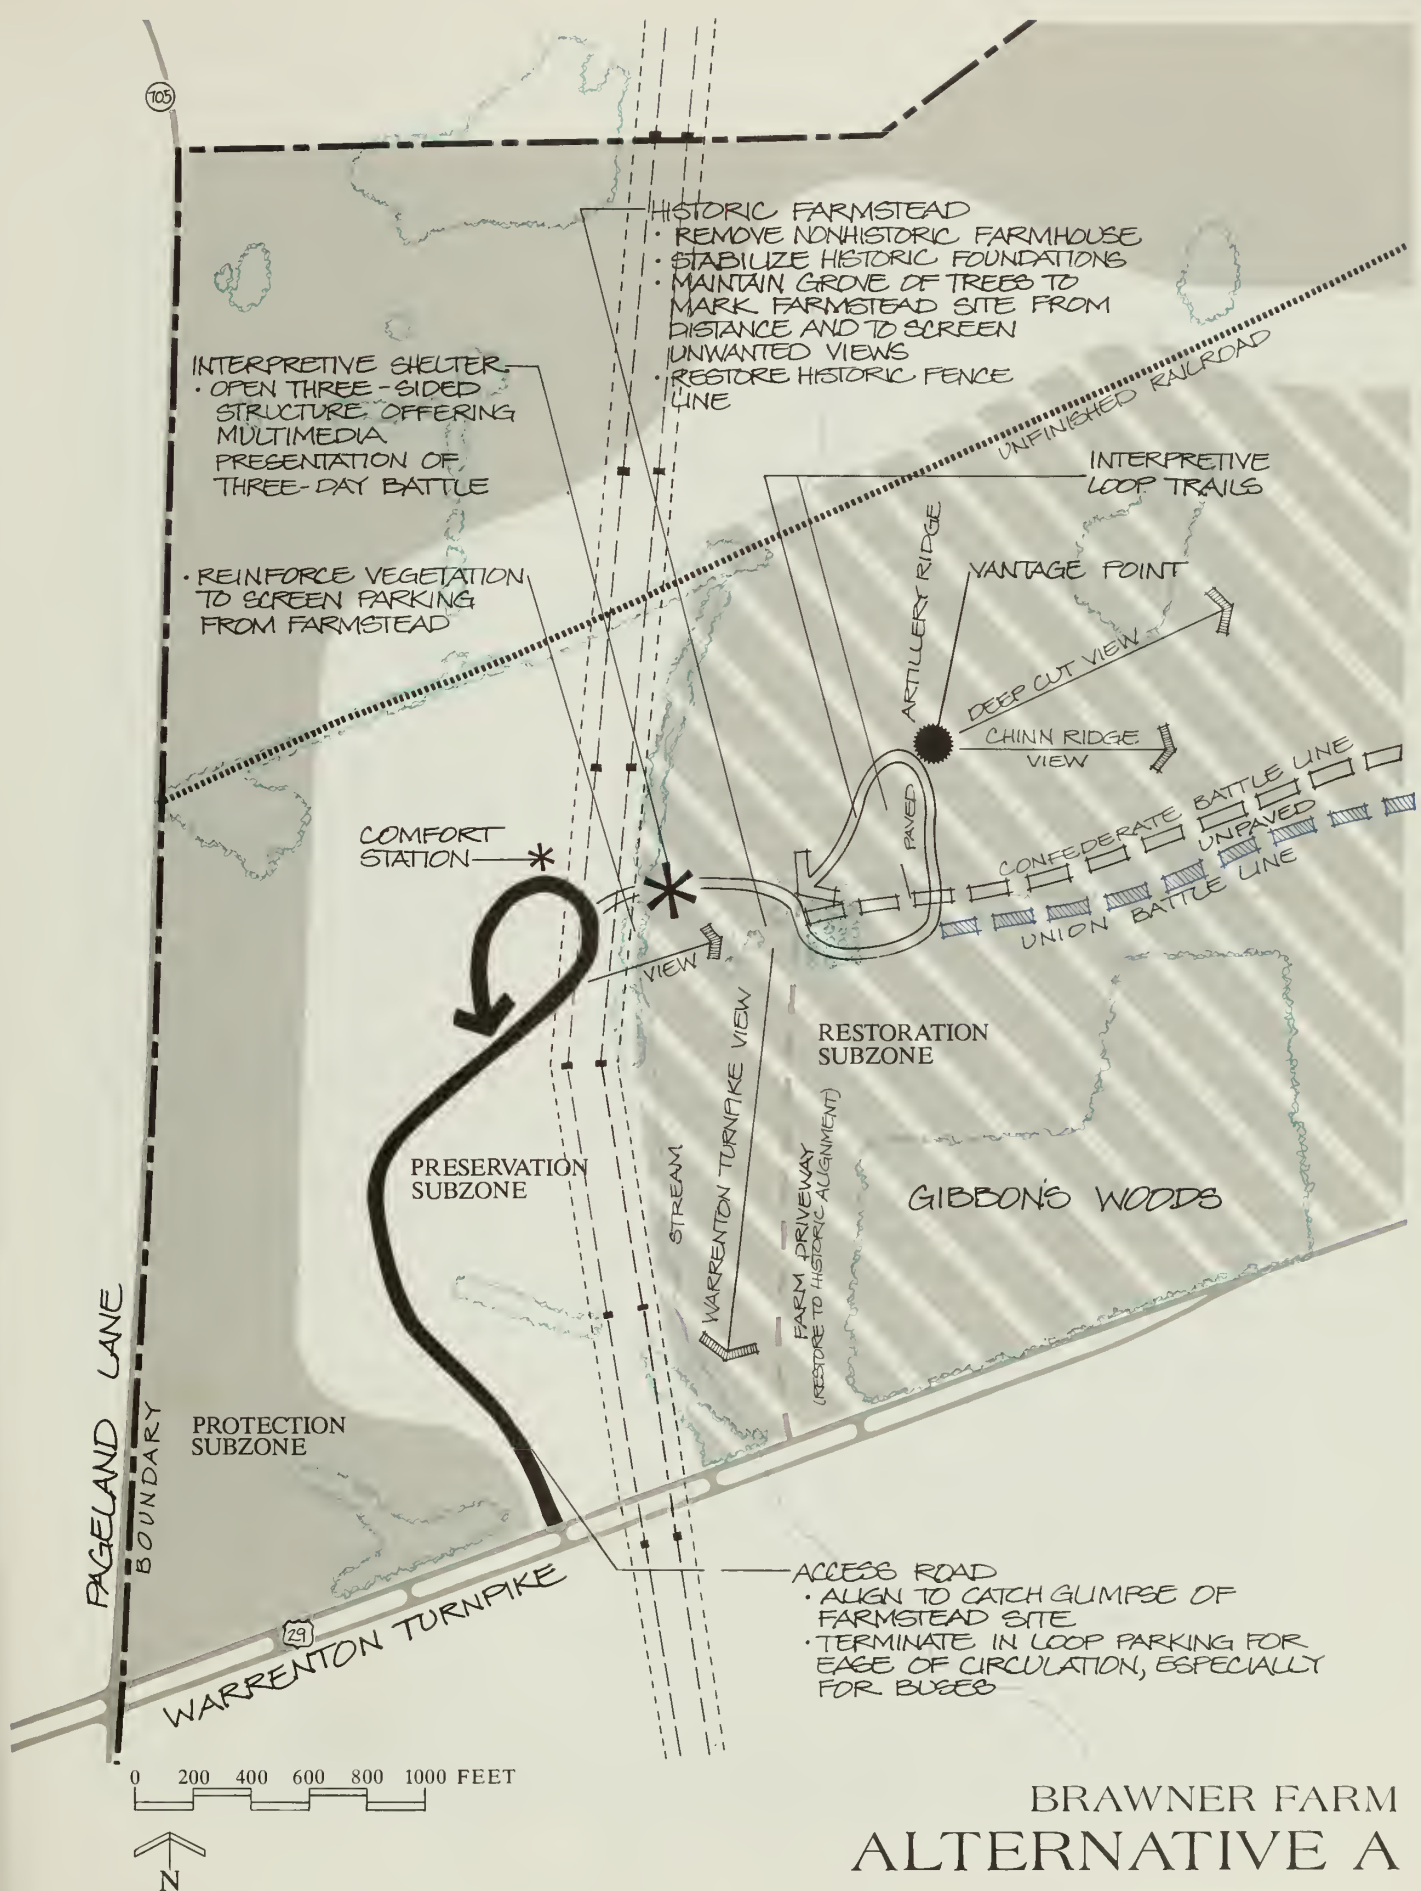 705
HISTORIC FARMSTEAD
· REMOVE NONHISTORIC FARMHOUSE
· STABILIZE HISTORIC FOUNDATIONS
· MAINTAIN GROVE OF TREES TO
MARK FARMSTEAD SITE FROM
DISTANCE AND TO SCREEN
UNWANTED VIEWS
· RESTORE HISTORIC FENCE
LINE
INTERPRETIVE SHELTER
· OPEN THREE-SIDED
STRUCTURE OFFERING
MULTIMEDIA
PRESENTATION OF
THREE-DAY BATTLE
· REINFORCE VEGETATION
TO SCREEN PARKING
FROM FARMSTEAD
UNFINISHED RAILROAD
INTERPRETIVE
LOOP TRAILS
ARTILLERY RIDGE
VANTAGE POINT
DEEP CUT VIEW
CHINN RIDGE
VIEW
PAVED
CONFEDERATE BATTLE LINE
UNPAVED
UNION BATTLE LINE
COMFORT
STATION
VIEW
RESTORATION
SUBZONE
WARRENTON TURNPIKE VIEW
FARM DRIVEWAY
(RESTORE TO HISTORIC ALIGNMENT)
STREAM
PRESERVATION
SUBZONE
GIBBON'S WOODS
PROTECTION
SUBZONE
PAGELAND LANE
BOUNDARY
29
WARRENTON TURNPIKE
ACCESS ROAD
· ALIGN TO CATCH GLIMPSE OF
FARMSTEAD SITE
· TERMINATE IN LOOP PARKING FOR
EASE OF CIRCULATION, ESPECIALLY
FOR BUSES
0 200 400 600 800 1000 FEET
N
BRAWNER FARM
ALTERNATIVE A